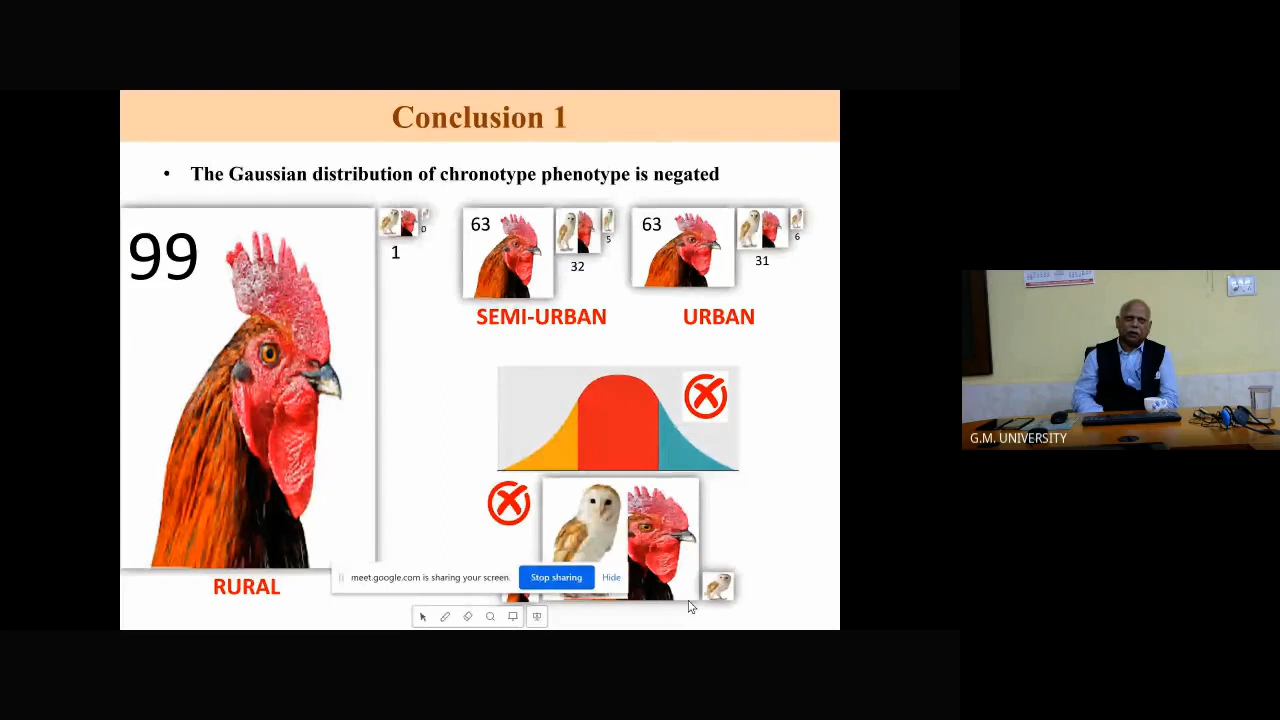 Conclusion 1
• The Gaussian distribution of chronotype phenotype is negated
99
1
0
63
32
5
63
31
6
SEMI-URBAN
URBAN
RURAL
meet.google.com is sharing your screen.
Stop sharing
Hide
G.M. UNIVERSITY